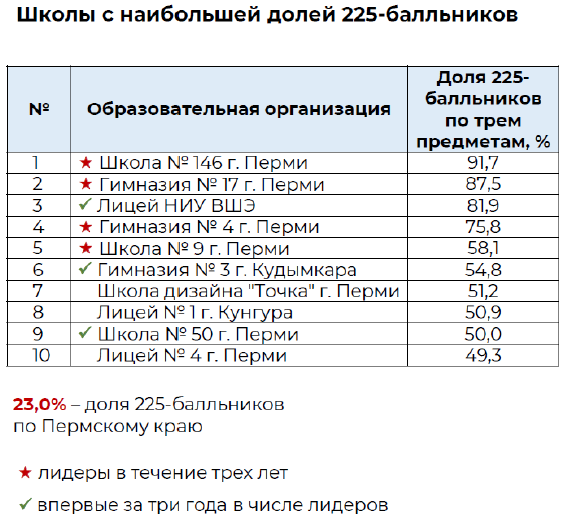 Школы с наибольшей долей 225-балльников
№ Образовательная организация Доля 225-
балльников
по трем
предметам, %
1 ★ Школа № 146 г. Перми 91,7
2 ★ Гимназия № 17 г. Перми 87,5
3 ✓ Лицей НИУ ВШЭ 81,9
4 ★ Гимназия № 4 г. Перми 75,8
5 ★ Школа № 9 г. Перми 58,1
6 ✓ Гимназия № 3 г. Кудымкара 54,8
7 Школа дизайна "Точка" г. Перми 51,2
8 Лицей № 1 г. Кунгура 50,9
9 ✓ Школа № 50 г. Перми 50,0
10 Лицей № 4 г. Перми 49,3
23,0% – доля 225-балльников
по Пермскому краю
★ лидеры в течение трех лет
✓ впервые за три года в числе лидеров